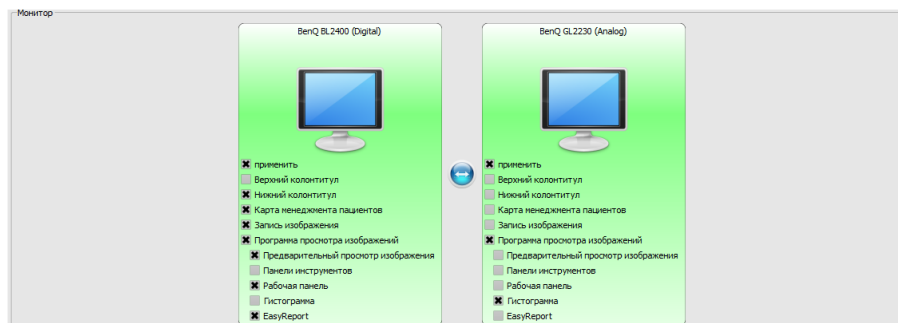 Монитор
BenQ BL2400 (Digital)
применить
Верхний колонтитул
Нижний колонтитул
Карта менеджмента пациентов
Запись изображения
Программа просмотра изображений
Предварительный просмотр изображения
Панели инструментов
Рабочая панель
Гистограмма
EasyReport
BenQ GL2230 (Analog)
применить
Верхний колонтитул
Нижний колонтитул
Карта менеджмента пациентов
Запись изображения
Программа просмотра изображений
Предварительный просмотр изображения
Панели инструментов
Рабочая панель
Гистограмма
EasyReport